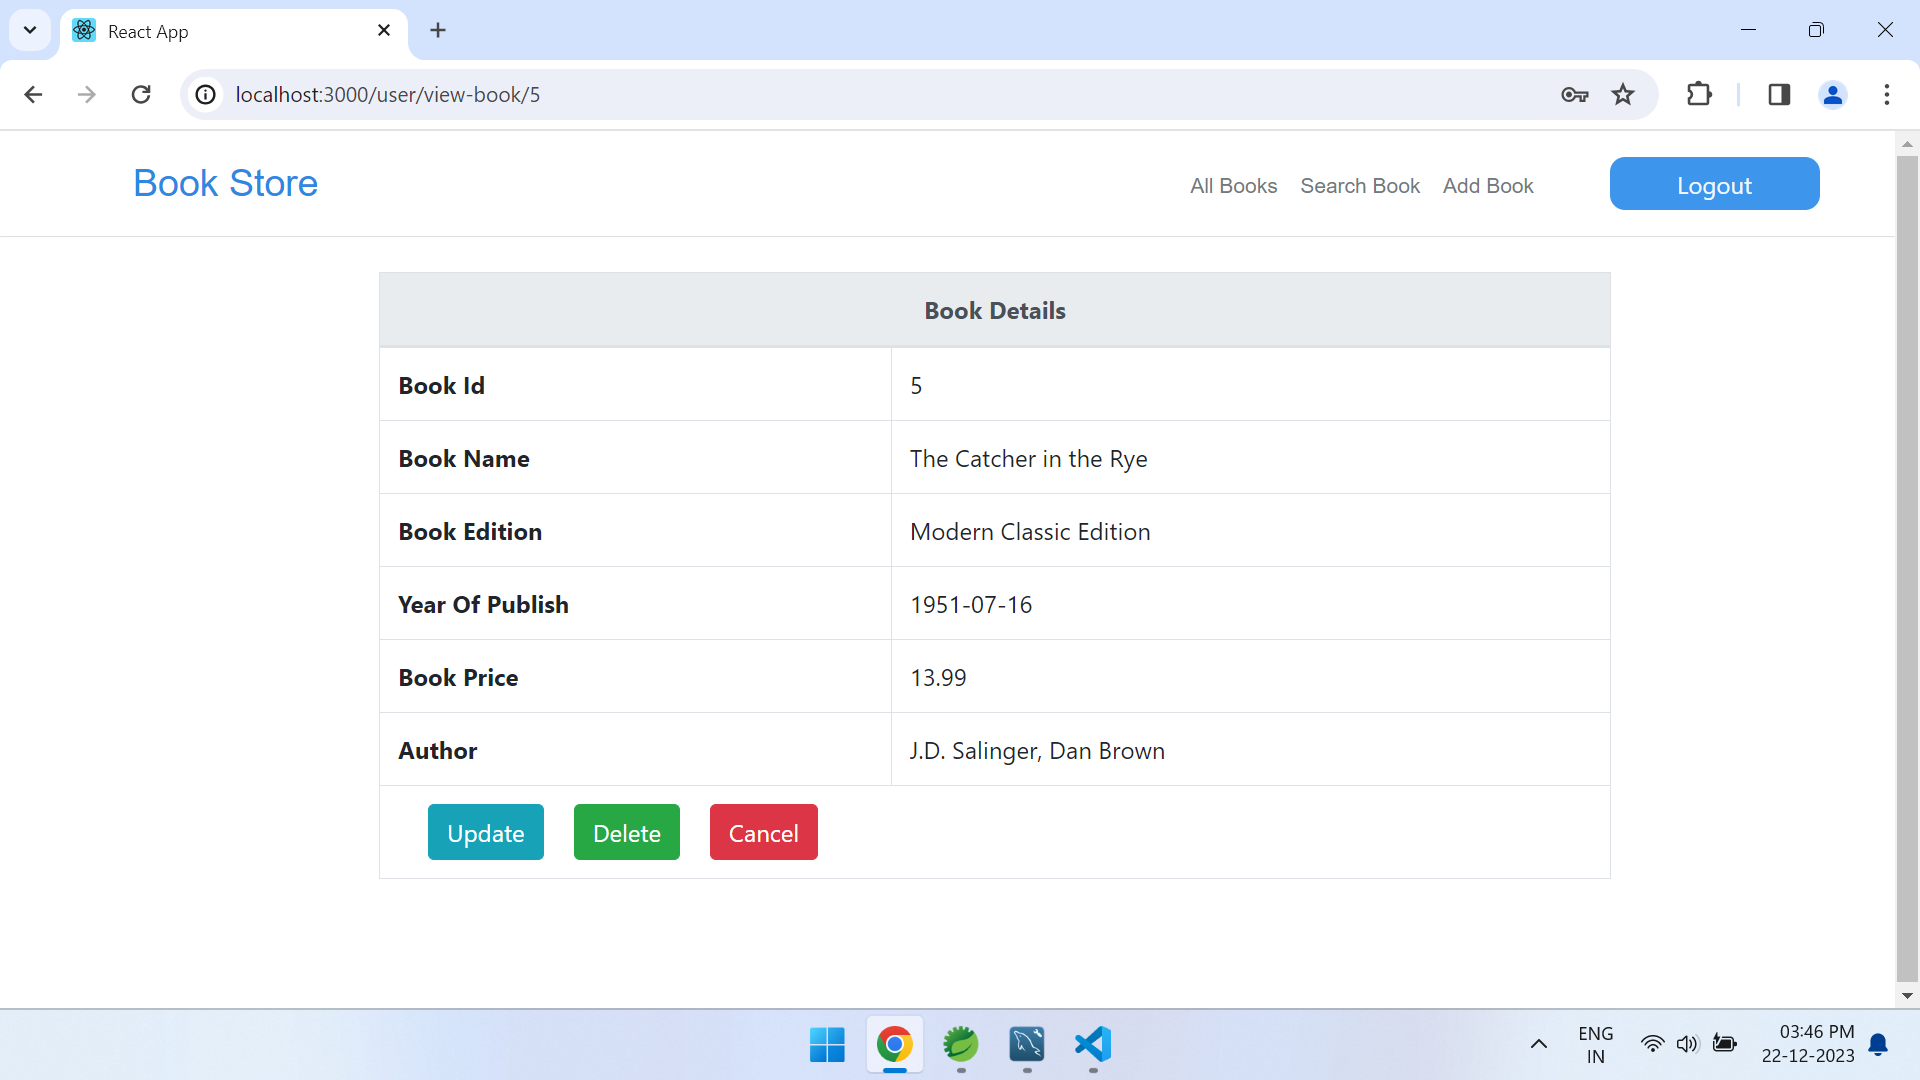 React App
localhost:3000/user/view-book/5
Book Store
All Books
Search Book
Add Book
Logout
Book Details
Book Id
5
Book Name
The Catcher in the Rye
Book Edition
Modern Classic Edition
Year Of Publish
1951-07-16
Book Price
13.99
Author
J.D. Salinger, Dan Brown
Update
Delete
Cancel
ENG
IN
03:46 PM
22-12-2023